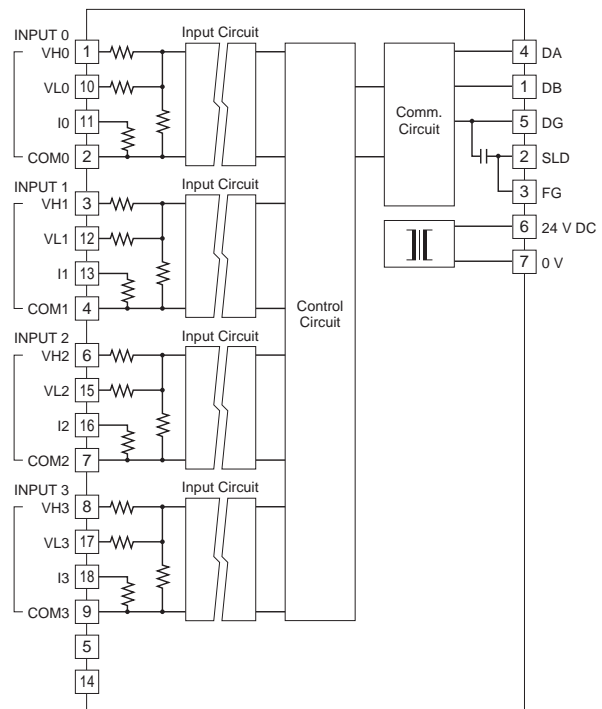 INPUT 0
VH0 1
VL0 10
I0 11
COM0 2
Input Circuit
INPUT 1
VH1 3
VL1 12
I1 13
COM1 4
Input Circuit
INPUT 2
VH2 6
VL2 15
I2 16
COM2 7
Input Circuit
INPUT 3
VH3 8
VL3 17
I3 18
COM3 9
Input Circuit
5
14
Control
Circuit
Comm.
Circuit
4 DA
1 DB
5 DG
2 SLD
3 FG
6 24 V DC
7 0 V